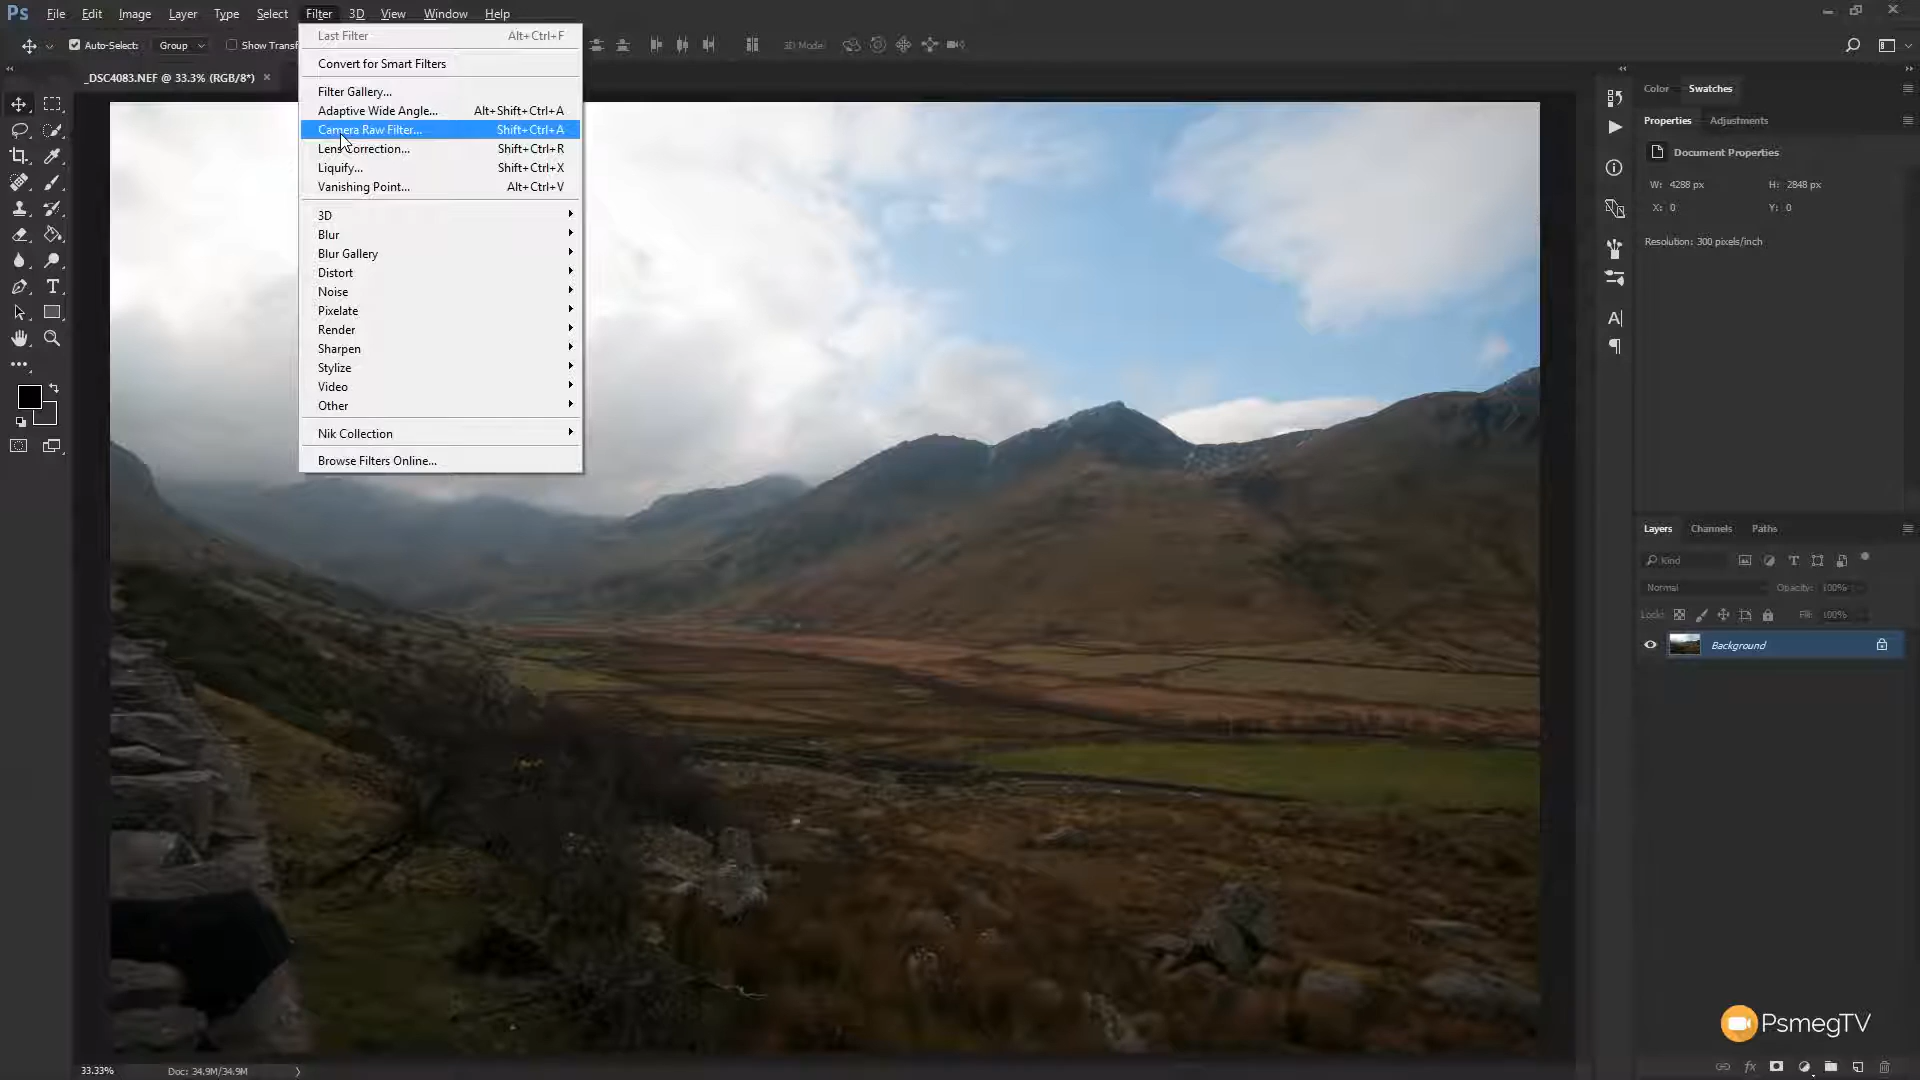 Ps File Edit Image Layer Type Select Filter 3D View Window Help
Auto-Select: Group Show Transf 3D Mode:
_DSC4083.NEF @ 33.3% (RGB/8*) ×
Last Filter Alt+Ctrl+F
Convert for Smart Filters
Filter Gallery...
Adaptive Wide Angle... Alt+Shift+Ctrl+A
Camera Raw Filter... Shift+Ctrl+A
Lens Correction... Shift+Ctrl+R
Liquify... Shift+Ctrl+X
Vanishing Point... Alt+Ctrl+V
3D
Blur
Blur Gallery
Distort
Noise
Pixelate
Render
Sharpen
Stylize
Video
Other
Nik Collection
Browse Filters Online...
Color Swatches
Properties Adjustments
Document Properties
W: 4288 px H: 2848 px
X: 0 Y: 0
Resolution: 300 pixels/inch
Layers Channels Paths
Kind
Normal Opacity: 100%
Lock: Fill: 100%
Background
PsmegTV
33.33% Doc: 34.9M/34.9M